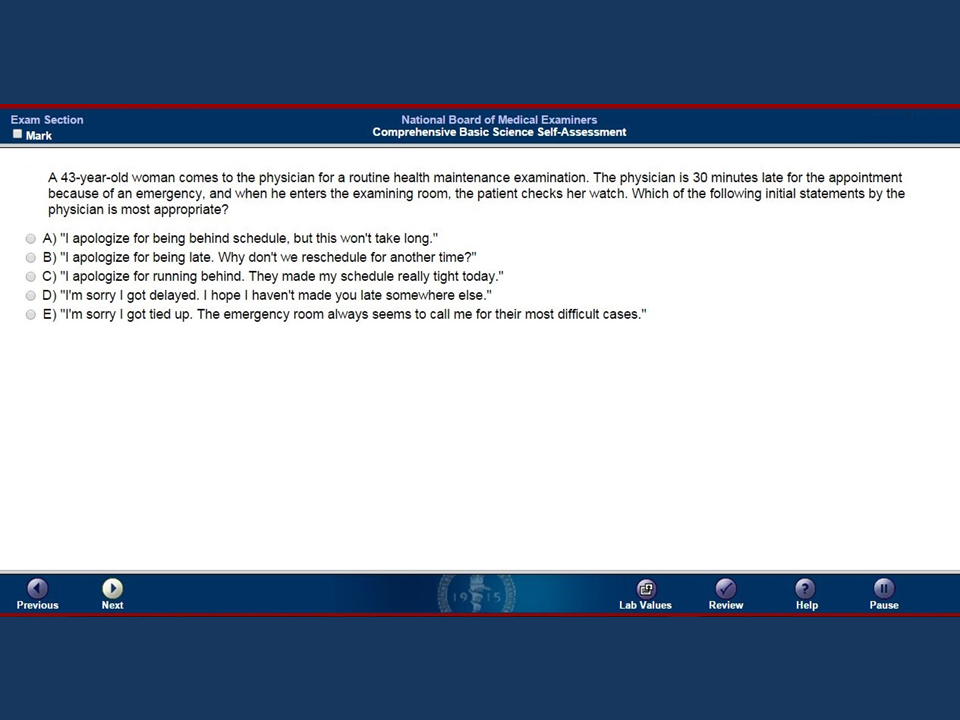 Exam Section
National Board of Medical Examiners
Mark
Comprehensive Basic Science Self-Assessment
A 43-year-old woman comes to the physician for a routine health maintenance examination. The physician is 30 minutes late for the appointment
because of an emergency, and when he enters the examining room, the patient checks her watch. Which of the following initial statements by the
physician is most appropriate?
A) "I apologize for being behind schedule, but this won't take long."
B) "I apologize for being late. Why don't we reschedule for another time?"
C) "I apologize for running behind. They made my schedule really tight today."
D) "I'm sorry I got delayed. I hope I haven't made you late somewhere else."
E) "I'm sorry I got tied up. The emergency room always seems to call me for their most difficult cases."
1915
Previous
Next
Lab Values
Review
Help
Pause